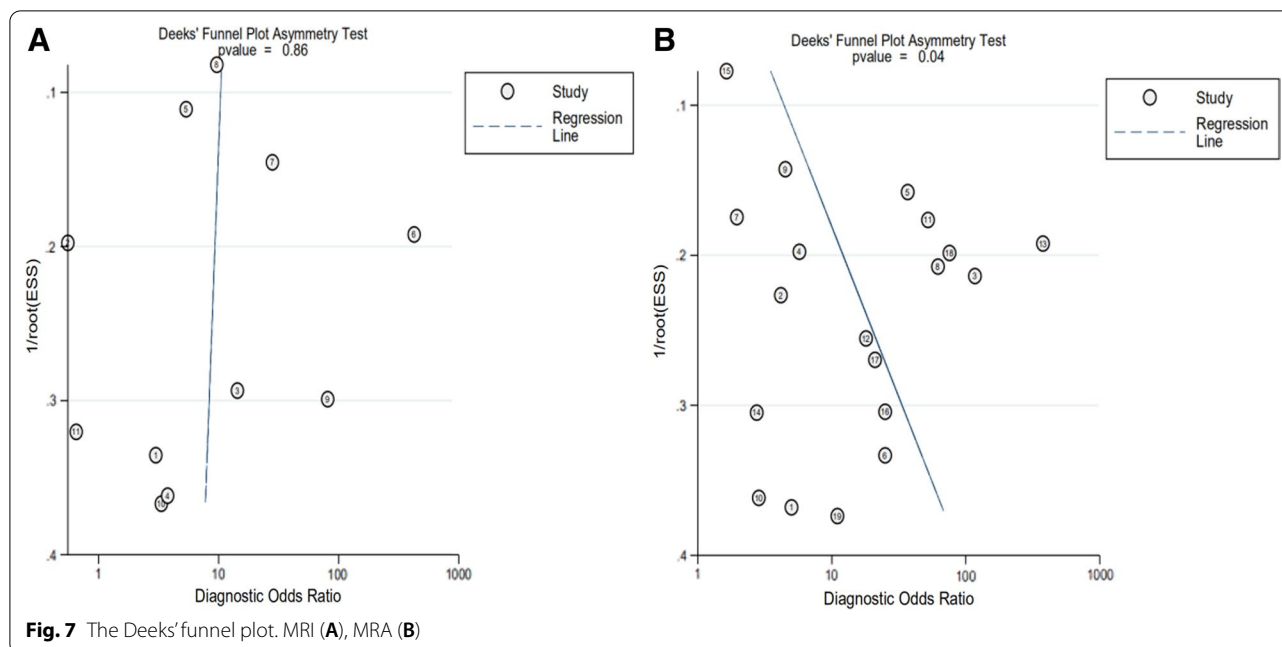 A
Deeks' Funnel Plot Asymmetry Test
pvalue = 0.86
Study
Regression
Line
.1
.2
.3
.4
1/root(ESS)
1
10
100
1000
Diagnostic Odds Ratio
8
5
7
2
6
3
9
11
1
4
10
B
Deeks' Funnel Plot Asymmetry Test
pvalue = 0.04
Study
Regression
Line
.1
.2
.3
.4
1/root(ESS)
1
10
100
1000
Diagnostic Odds Ratio
15
9
7
5
11
4
18
13
8
3
2
12
17
14
16
6
10
1
19
Fig. 7 The Deeks' funnel plot. MRI (A), MRA (B)